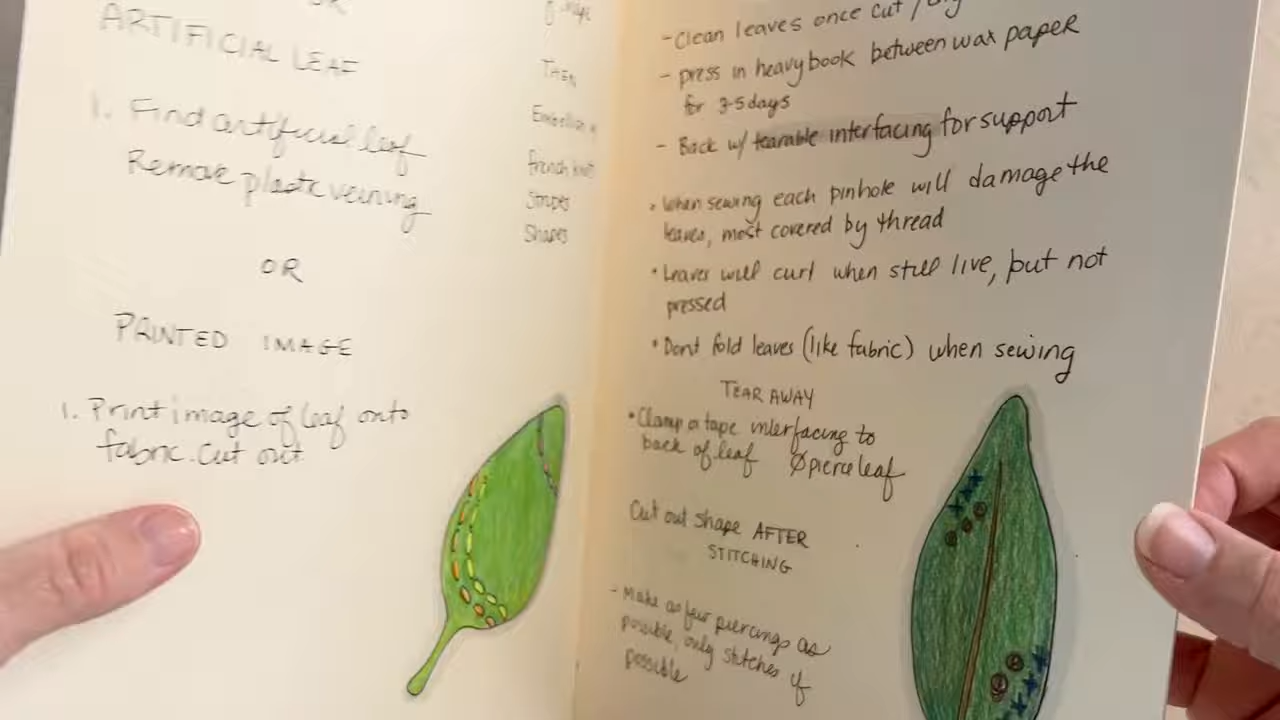 OR
ARTIFICIAL LEAF
1. Find artificial leaf
Remove plastic veining
OR
PRINTED IMAGE
1. Print image of leaf onto
fabric. Cut out
THEN
Embellish
French knots
Stripes
Shapes
- Clean leaves once cut /
- press in heavy book between wax paper
for 3-5 days
- Back w/ tearable interfacing for support
• When sewing each pinhole will damage the
leaves, most covered by thread
• Leaves will curl when still live, but not
pressed
• Dont fold leaves (like fabric) when sewing
TEAR AWAY
• Clamp or tape interfacing to
back of leaf Ø pierce leaf
Cut out shape AFTER
STITCHING
- Make as few piercings as
possible, only stitches if
possible